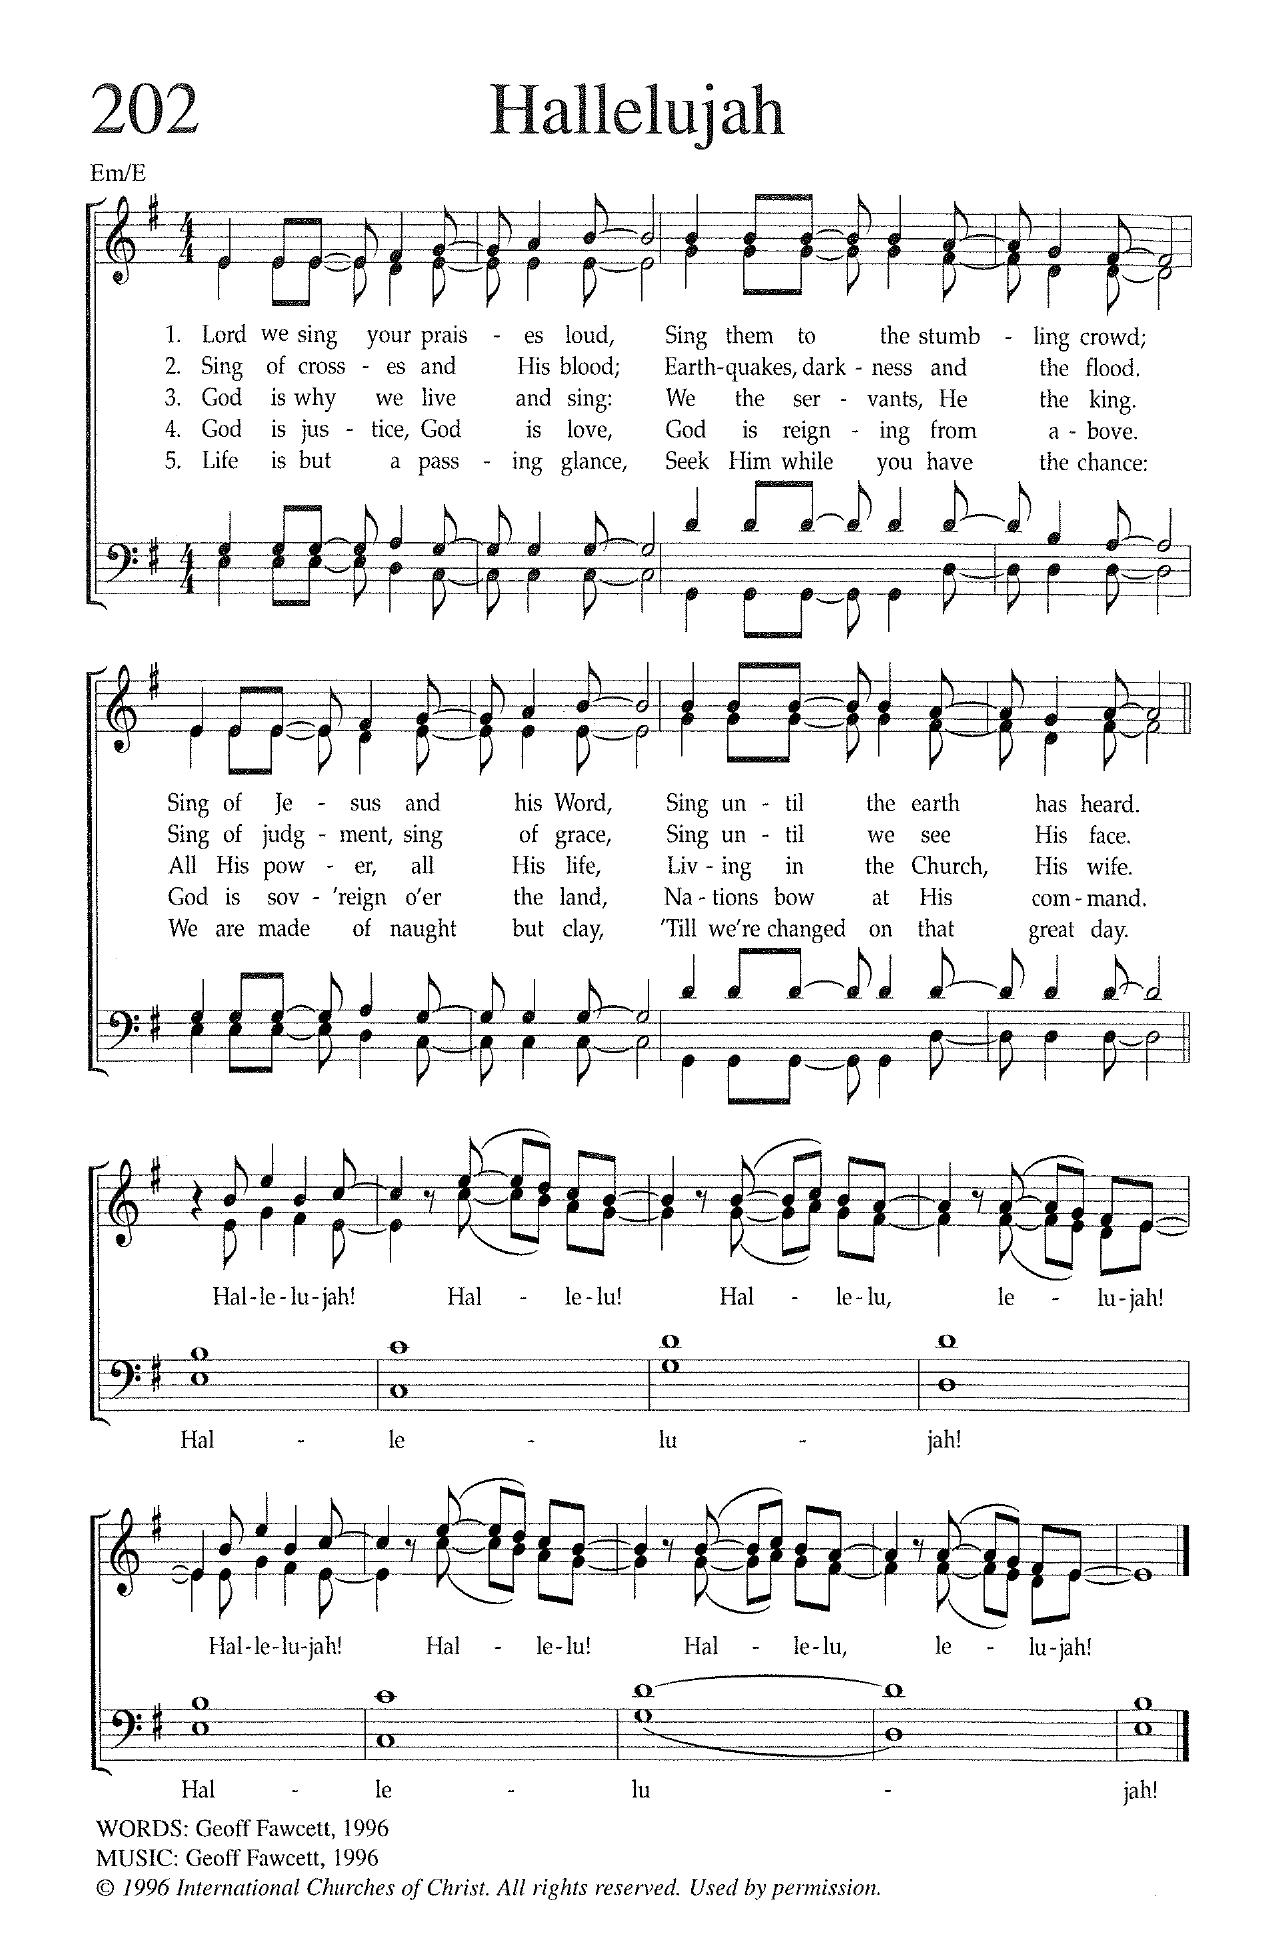 202 Hallelujah
Em/E
1. Lord we sing your prais - es loud, Sing them to the stumb - ling crowd;
2. Sing of cross - es and His blood; Earth-quakes, dark - ness and the flood.
3. God is why we live and sing: We the ser - vants, He the king.
4. God is jus - tice, God is love, God is reign - ing from a - bove.
5. Life is but a pass - ing glance, Seek Him while you have the chance:
Sing of Je - sus and his Word, Sing un - til the earth has heard.
Sing of judg - ment, sing of grace, Sing un - til we see His face.
All His pow - er, all His life, Liv - ing in the Church, His wife.
God is sov - 'reign o'er the land, Na - tions bow at His com - mand.
We are made of naught but clay, 'Till we're changed on that great day.
Hal-le-lu-jah! Hal - le-lu! Hal - le-lu, le - lu-jah!
Hal - le - lu - jah!
Hal-le-lu-jah! Hal - le-lu! Hal - le-lu, le - lu-jah!
Hal - le - lu - jah!
WORDS: Geoff Fawcett, 1996
MUSIC: Geoff Fawcett, 1996
© 1996 International Churches of Christ. All rights reserved. Used by permission.